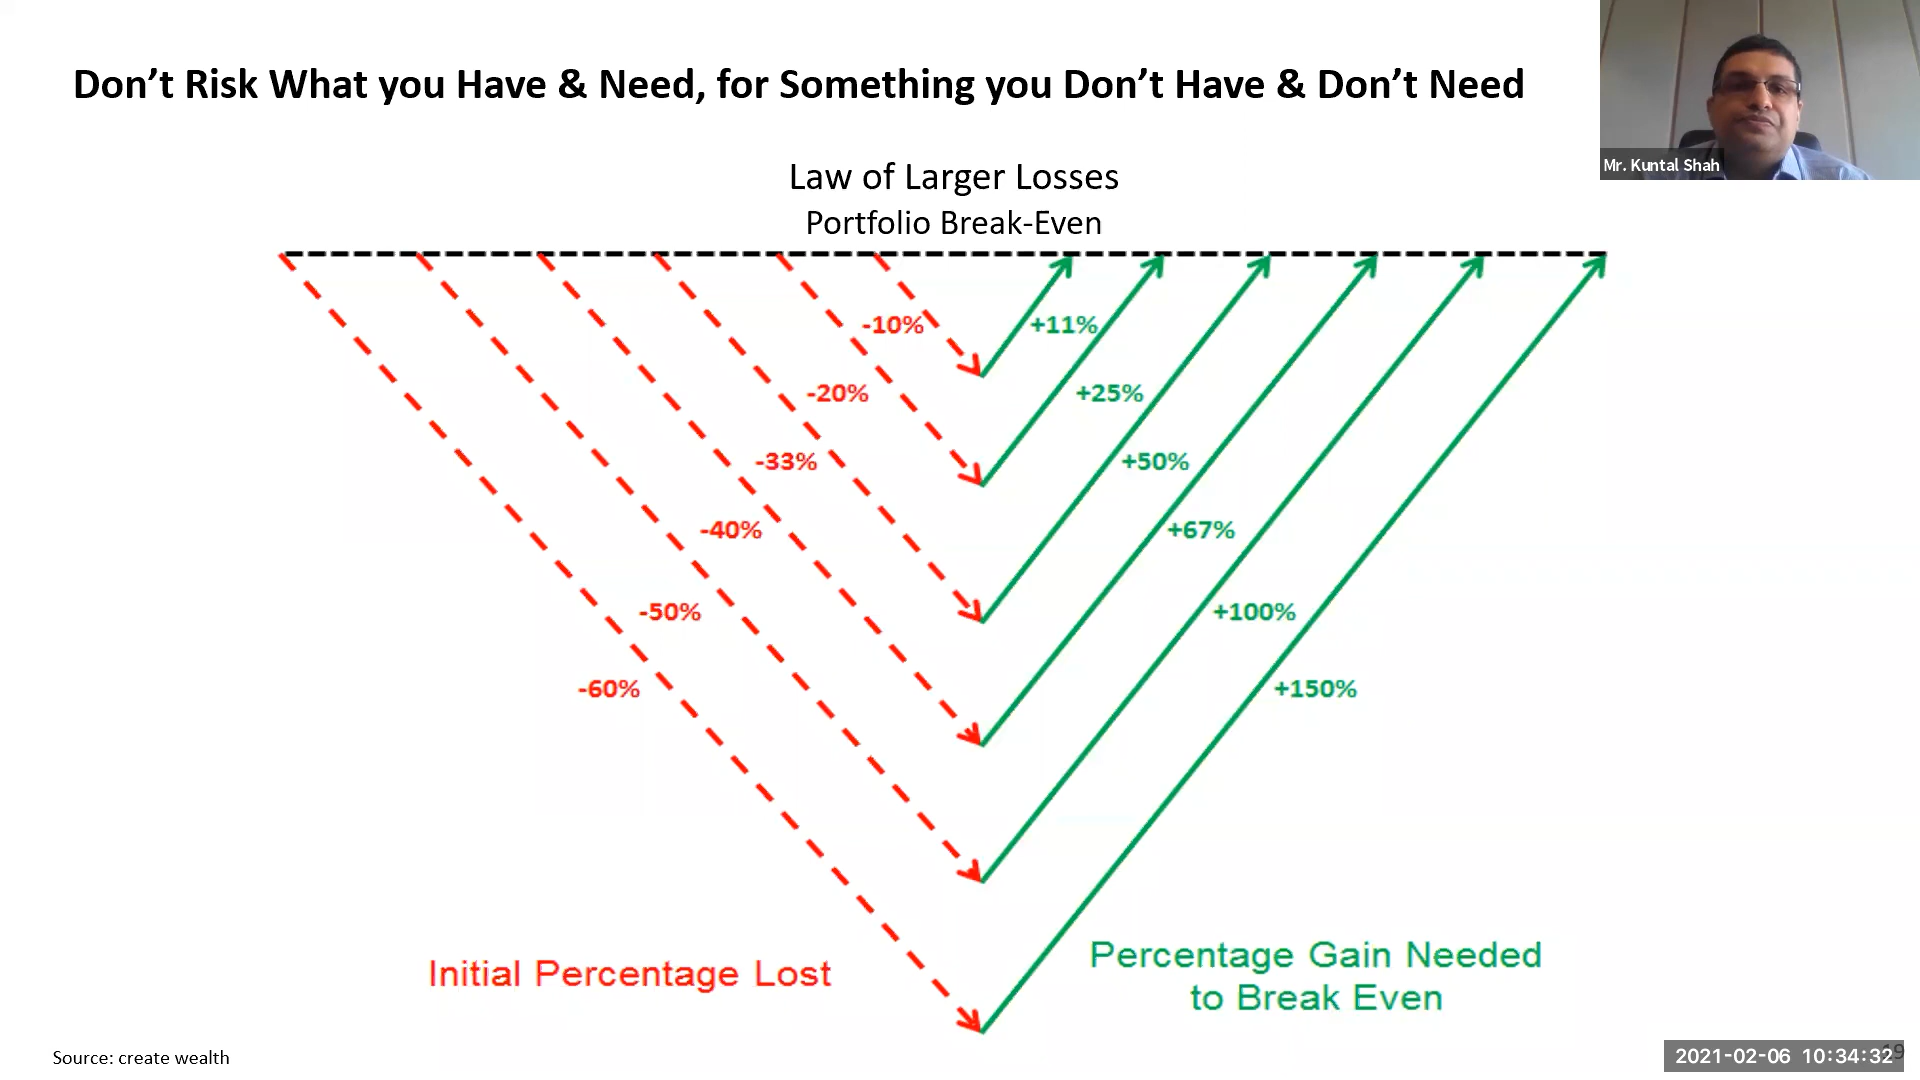 Don’t Risk What you Have & Need, for Something you Don’t Have & Don’t Need
Mr. Kuntal Shah
Law of Larger Losses
Portfolio Break-Even
-10%
+11%
-20%
+25%
-33%
+50%
-40%
+67%
-50%
+100%
-60%
+150%
Initial Percentage Lost
Percentage Gain Needed
to Break Even
Source: create wealth
2021-02-06 10:34:32
19